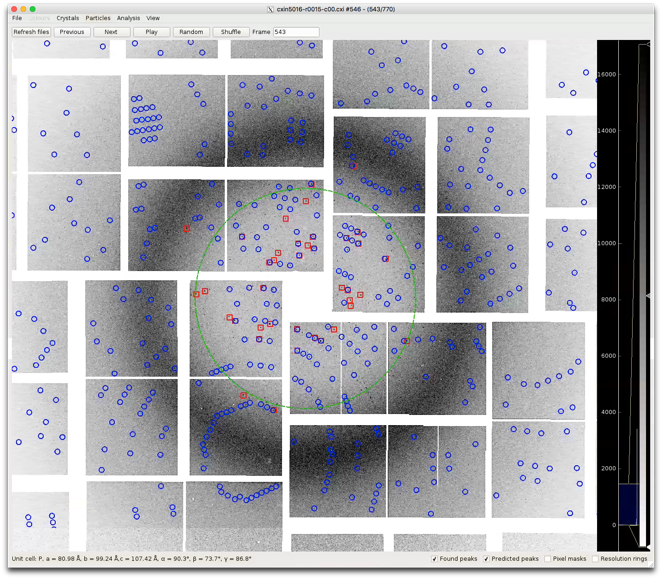 cxin5016-r0015-c00.cxi #546 - (543/770)
File Crystals Particles Analysis View
Refresh files Previous Next Play Random Shuffle Frame 543
16000
14000
12000
10000
8000
6000
4000
2000
0
Unit cell: P, a = 80.98 Å, b = 99.24 Å,c = 107.42 Å, α = 90.3°, β = 73.7°, γ = 86.8° Found peaks Predicted peaks Pixel masks Resolution rings